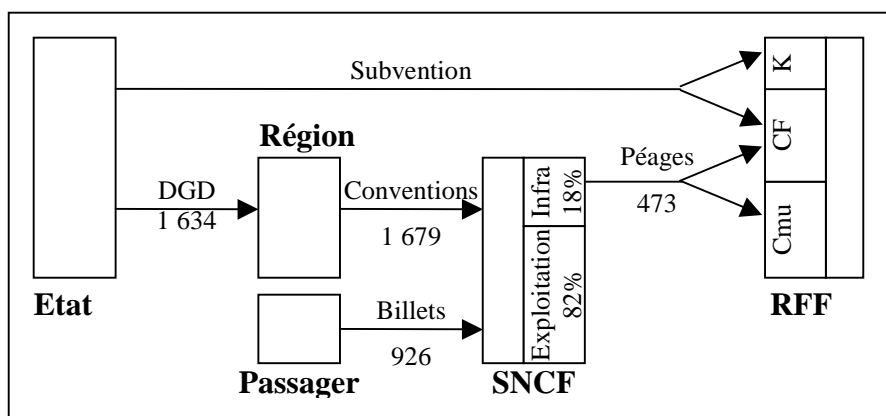 Subvention
K
CF
Cmu
RFF
Région
DGD
1 634
Conventions
1 679
Infra
18%
Exploitation
82%
Péages
473
Etat
Billets
926
Passager
SNCF